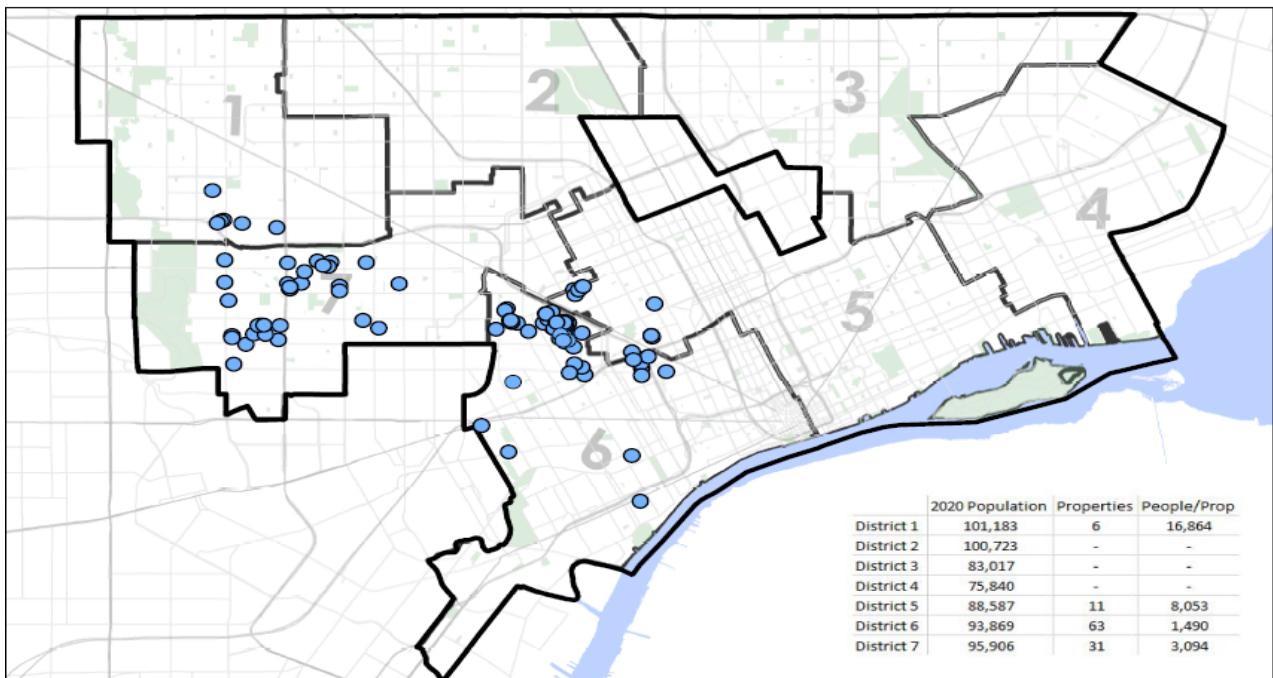 2
1
3
4
7
5
6
2020 Population Properties People/Prop
District 1 101,183 6 16,864
District 2 100,723 - -
District 3 83,017 - -
District 4 75,840 - -
District 5 88,587 11 8,053
District 6 93,869 63 1,490
District 7 95,906 31 3,094